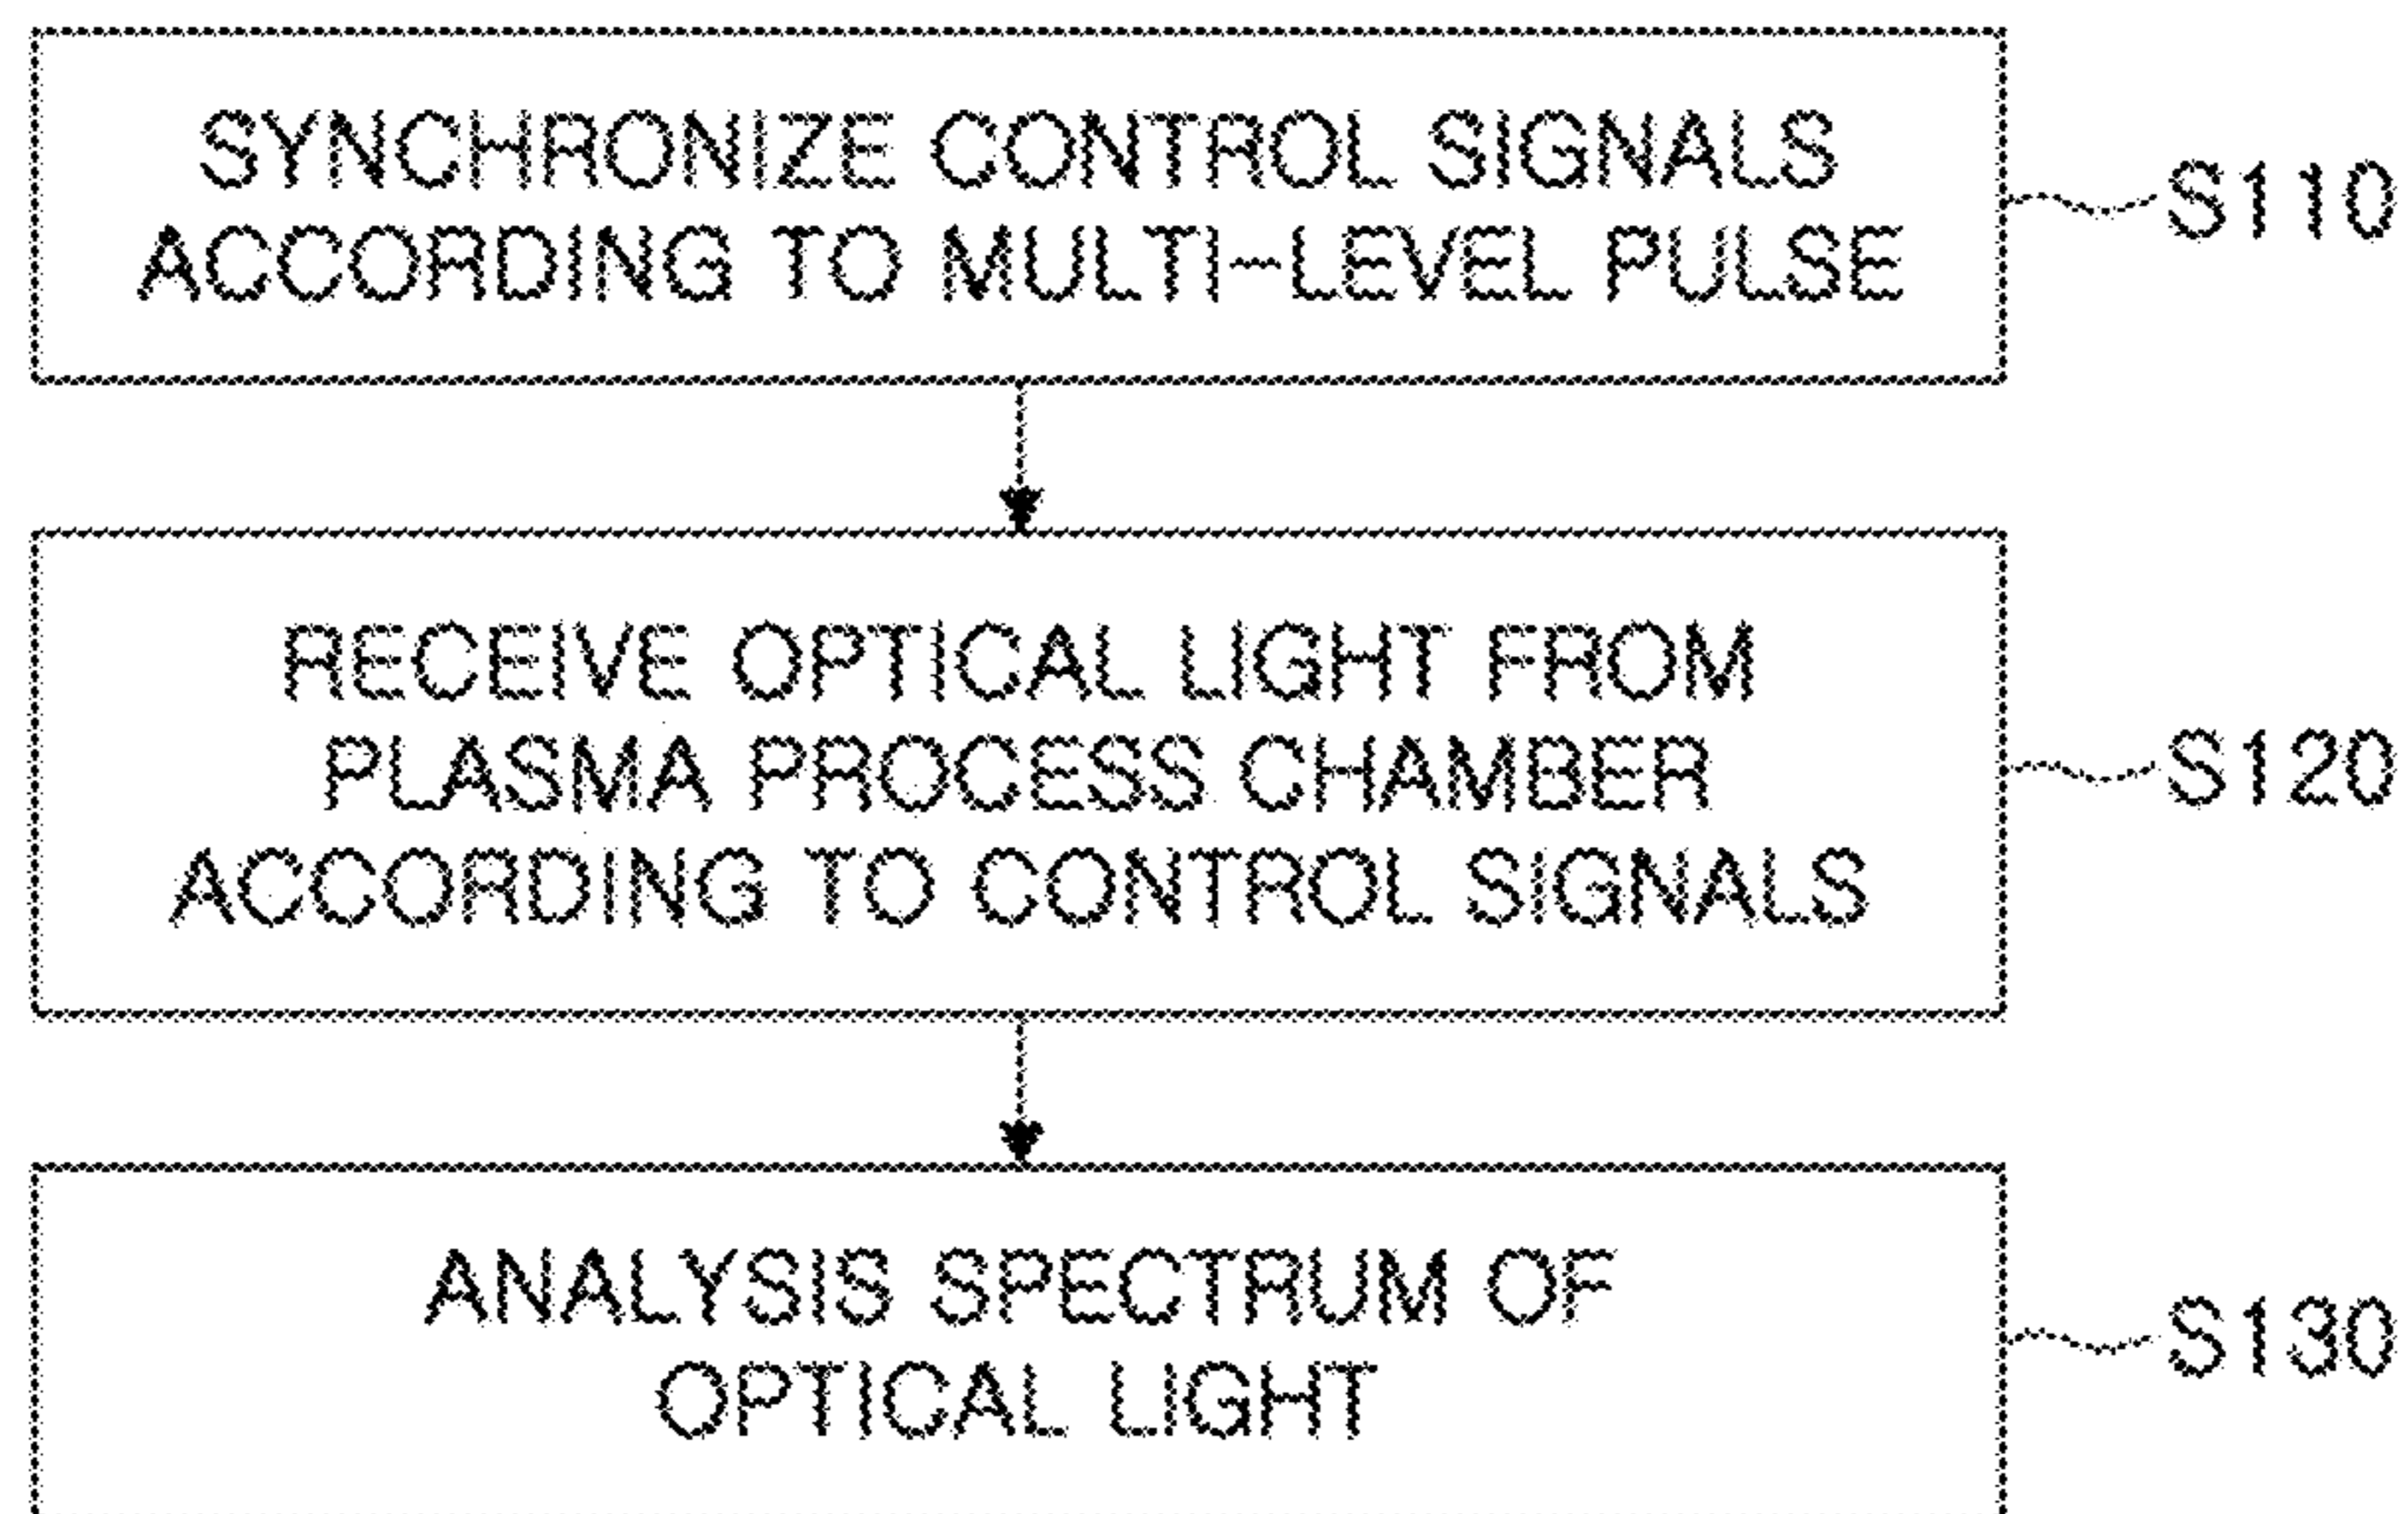 SYNCHRONIZE CONTROL SIGNALS
ACCORDING TO MULTI-LEVEL PULSE
S110
RECEIVE OPTICAL LIGHT FROM
PLASMA PROCESS CHAMBER
ACCORDING TO CONTROL SIGNALS
S120
ANALYSIS SPECTRUM OF
OPTICAL LIGHT
S130